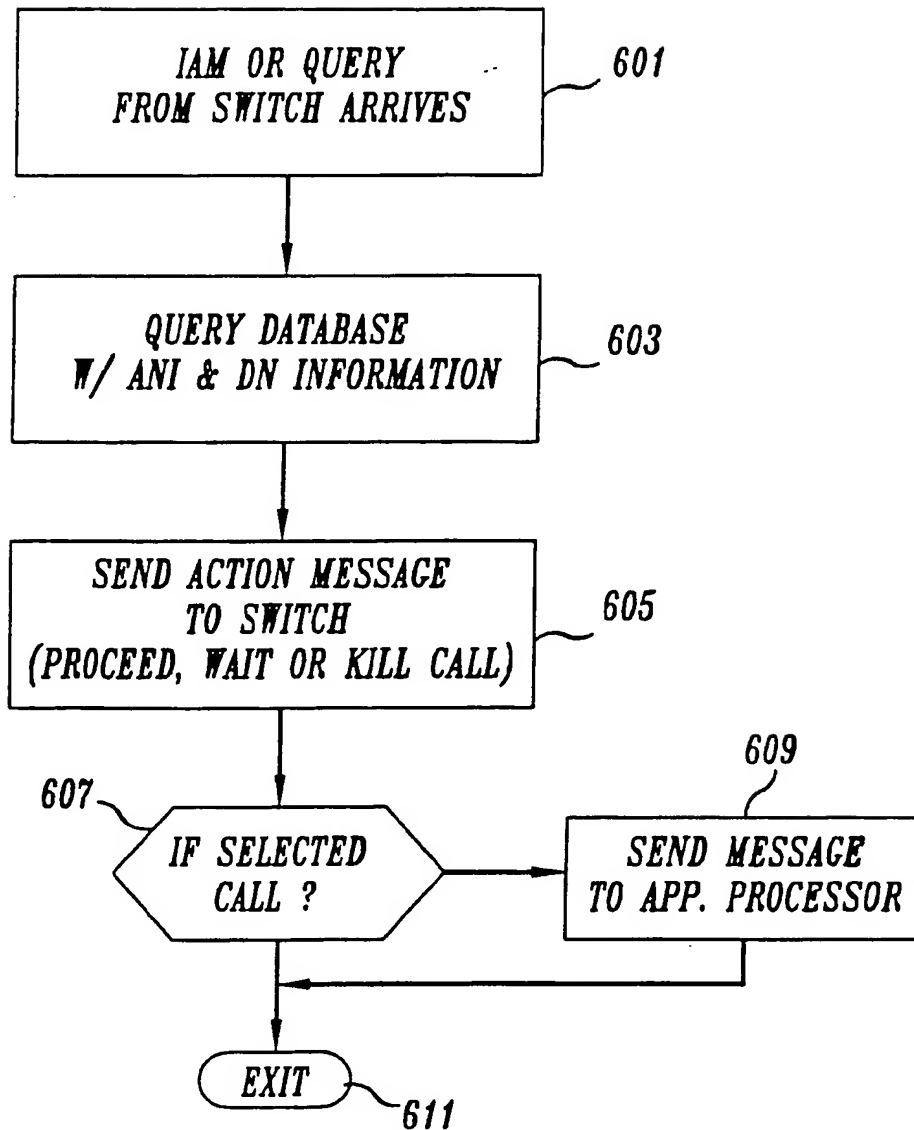 IAM OR QUERY
FROM SWITCH ARRIVES
601
QUERY DATABASE
W/ ANI & DN INFORMATION
603
SEND ACTION MESSAGE
TO SWITCH
(PROCEED, WAIT OR KILL CALL)
605
607
IF SELECTED
CALL ?
609
SEND MESSAGE
TO APP. PROCESSOR
EXIT
611